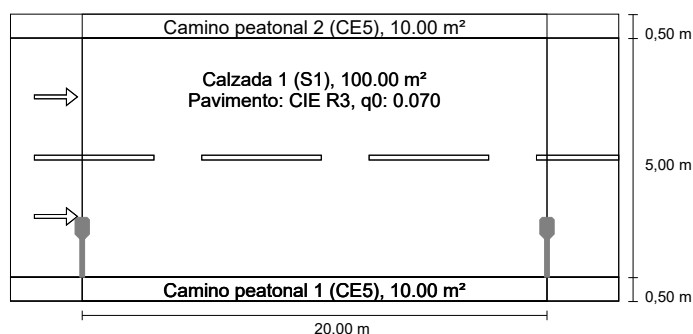 Camino peatonal 2 (CE5), 10.00 m²
0,50 m
Calzada 1 (S1), 100.00 m²
Pavimento: CIE R3, q0: 0.070
5,00 m
Camino peatonal 1 (CE5), 10.00 m²
0,50 m
20.00 m